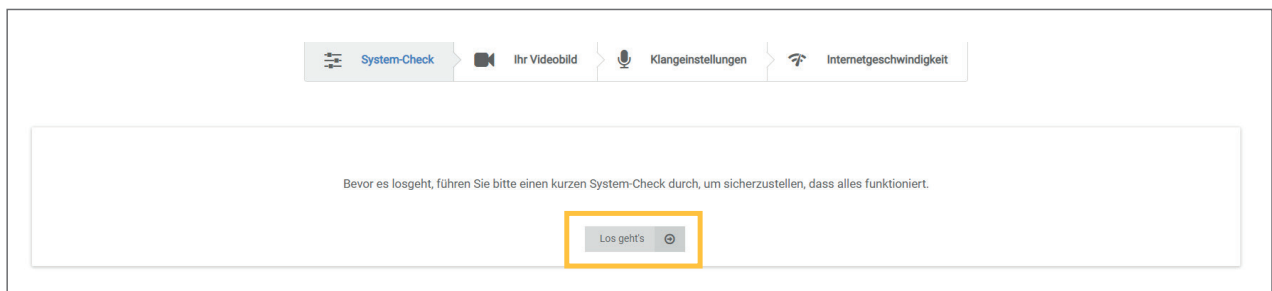 System-Check
Ihr Videobild
Klangeinstellungen
Internetgeschwindigkeit
Bevor es losgeht, führen Sie bitte einen kurzen System-Check durch, um sicherzustellen, dass alles funktioniert.
Los geht's